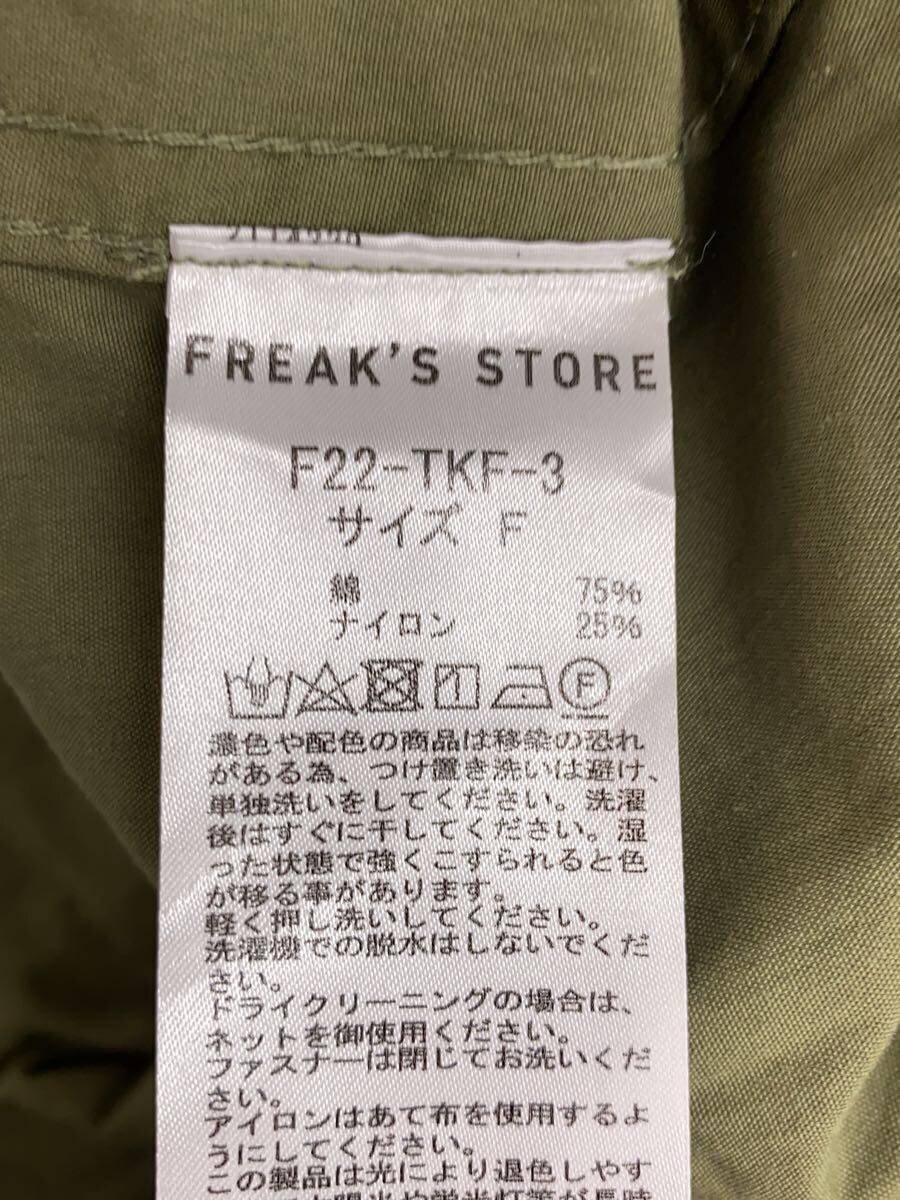 FREAK'S STORE
F22-TKF-3
サイズ F
綿 75%
ナイロン 25%
F
濃色や配色の商品は移染の恐れ
がある為、つけ置き洗いは避け、
単独洗いをしてください。洗濯
後はすぐに干してください。湿
った状態で強くこすられると色
が移る事があります。
軽く押し洗いしてください。
洗濯機での脱水はしないでくだ
さい。
ドライクリーニングの場合は、
ネットを御使用ください。
ファスナーは閉じてお洗いくだ
さい。
アイロンはあて布を使用するよ
うにしてください。
この製品は光により退色しやす